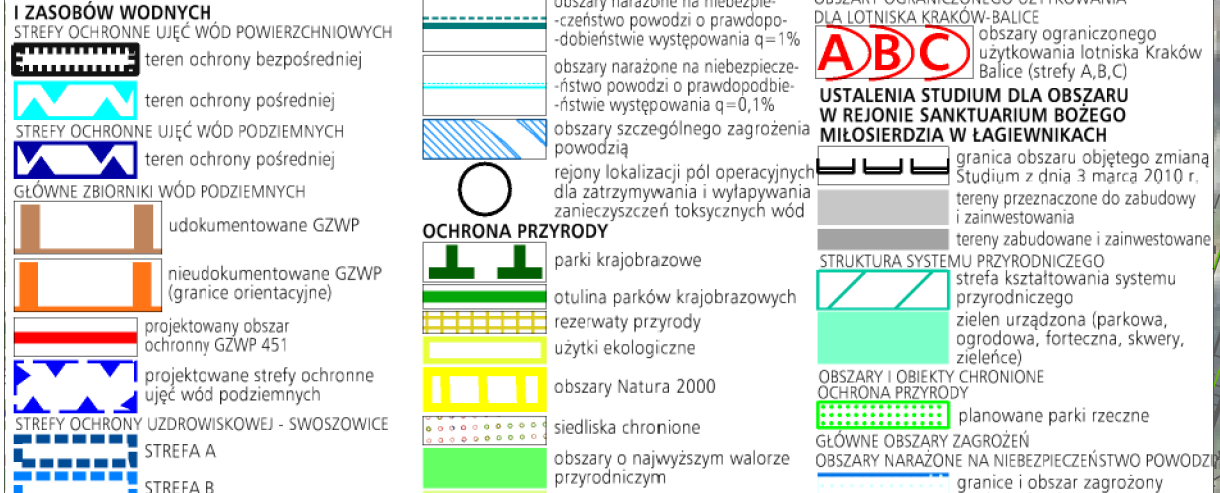 I ZASOBÓW WODNYCH
STREFY OCHRONNE UJĘĆ WÓD POWIERZCHNIOWYCH
teren ochrony bezpośredniej
teren ochrony pośredniej
STREFY OCHRONNE UJĘĆ WÓD PODZIEMNYCH
teren ochrony pośredniej
GŁÓWNE ZBIORNIKI WÓD PODZIEMNYCH
udokumentowane GZWP
nieudokumentowane GZWP
(granice orientacyjne)
projektowany obszar
ochronny GZWP 451
projektowane strefy ochronne
ujęć wód podziemnych
STREFY OCHRONY UZDROWISKOWEJ - SWOSZOWICE
STREFA A
STREFA B
obszary narażone na niebezpie-
-czeństwo powodzi o prawdopo-
-dobieństwie występowania q=1%
obszary narażone na niebezpiecze-
-ństwo powodzi o prawdopodbie-
-ństwie występowania q=0,1%
obszary szczególnego zagrożenia
powodzią
rejony lokalizacji pól operacyjnych
dla zatrzymywania i wyłapywania
zanieczyszczeń toksycznych wód
OCHRONA PRZYRODY
parki krajobrazowe
otulina parków krajobrazowych
rezerwaty przyrody
użytki ekologiczne
obszary Natura 2000
siedliska chronione
obszary o najwyższym walorze
przyrodniczym
OBSZARY OGRANICZONEGO UŻYTKOWANIA
DLA LOTNISKA KRAKÓW-BALICE
A B C
obszary ograniczonego
użytkowania lotniska Kraków
Balice (strefy A,B,C)
USTALENIA STUDIUM DLA OBSZARU
W REJONIE SANKTUARIUM BOŻEGO
MIŁOSIERDZIA W ŁAGIEWNIKACH
granica obszaru objętego zmianą
Studium z dnia 3 marca 2010 r.
tereny przeznaczone do zabudowy
i zainwestowania
tereny zabudowane i zainwestowane
STRUKTURA SYSTEMU PRZYRODNICZEGO
strefa kształtowania systemu
przyrodniczego
zielen urządzona (parkowa,
ogrodowa, forteczna, skwery,
zieleńce)
OBSZARY I OBIEKTY CHRONIONE
OCHRONA PRZYRODY
planowane parki rzeczne
GŁÓWNE OBSZARY ZAGROŻEŃ
OBSZARY NARAŻONE NA NIEBEZPIECZEŃSTWO POWODZI
granice i obszar zagrożony